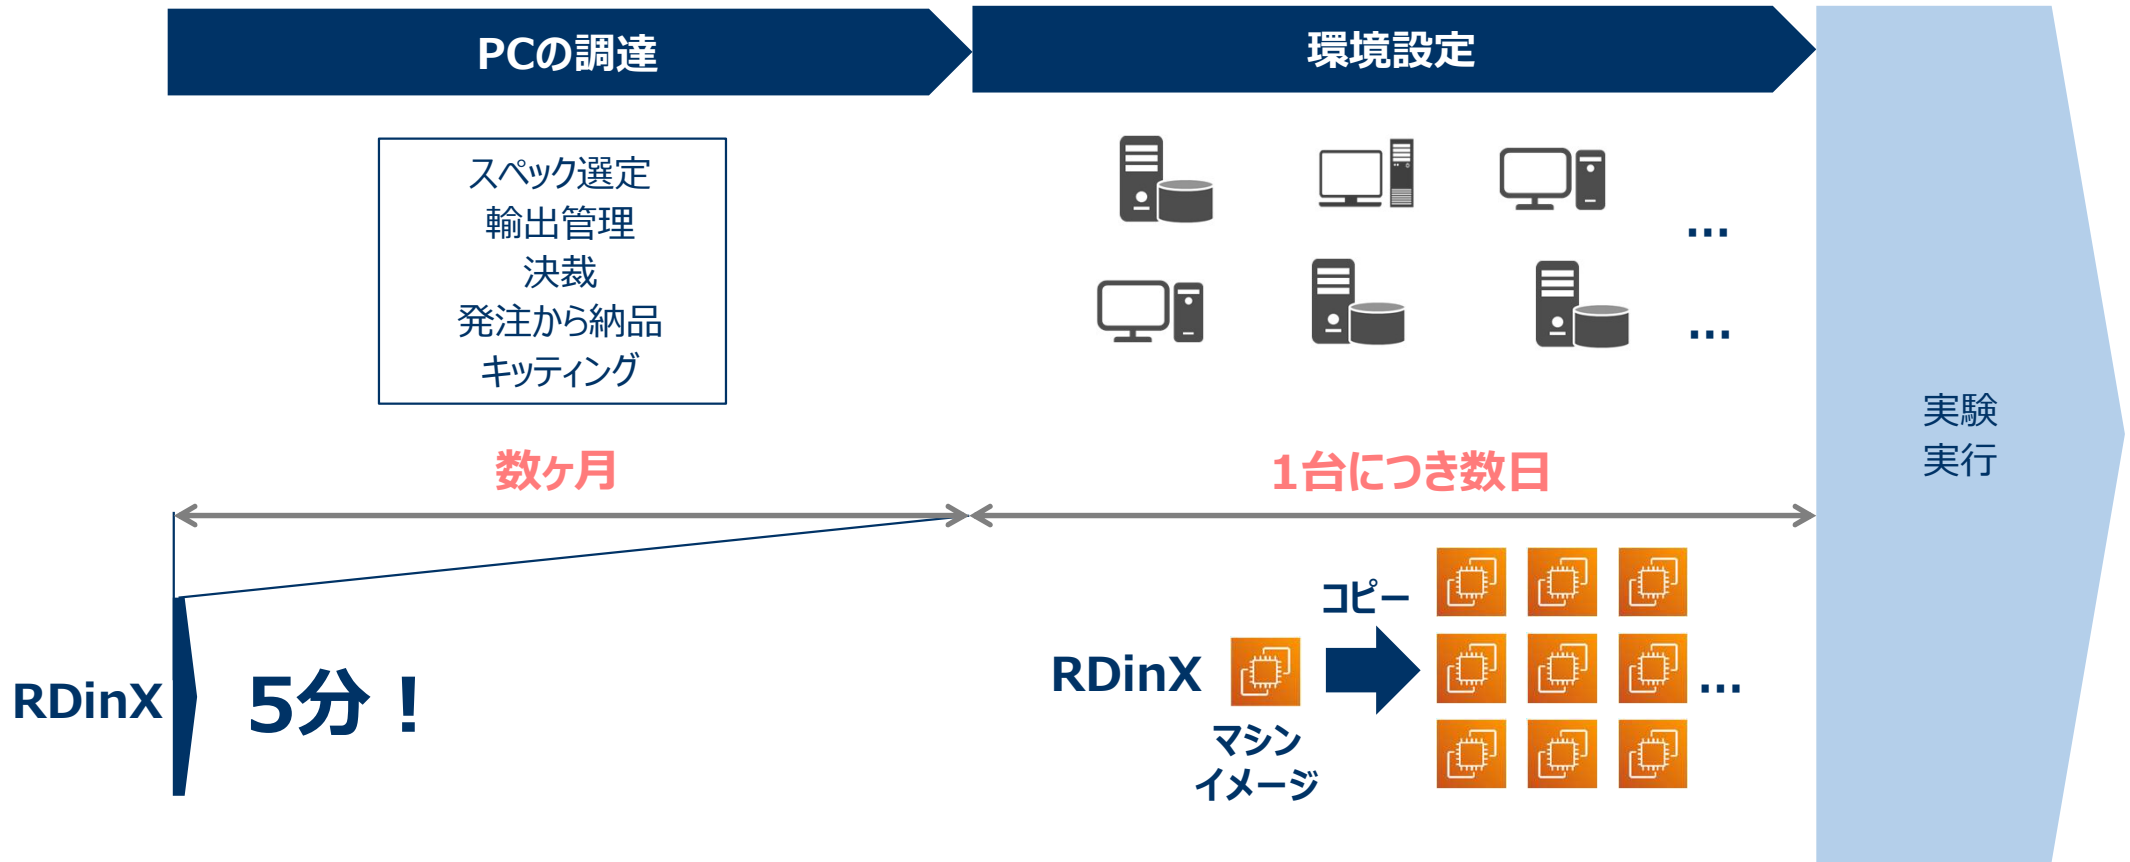 PCの調達
環境設定
スペック選定
輸出管理
決裁
発注から納品
キッティング
...
...
数ヶ月
1台につき数日
実験
実行
RDinX
5分！
コピー
RDinX
マシン
イメージ
...